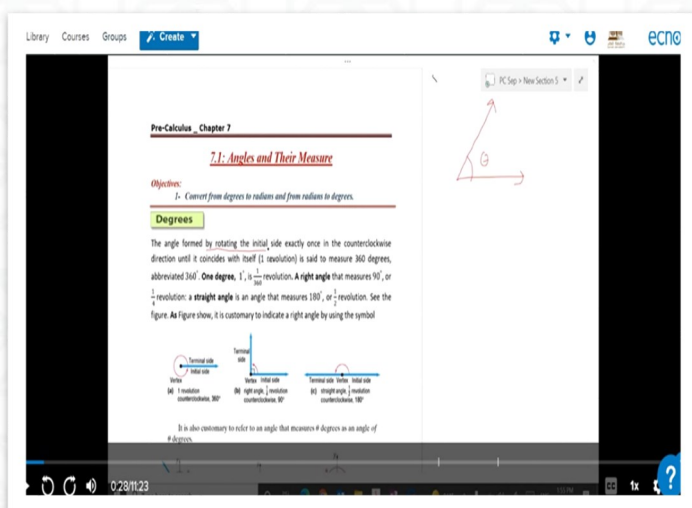 Library Courses Groups Create
ecno
PC Sep > New Section 5
Pre-Calculus _ Chapter 7
7.1: Angles and Their Measure
Objectives:
1- Convert from degrees to radians and from radians to degrees.
Degrees
The angle formed by rotating the initial side exactly once in the counterclockwise
direction until it coincides with itself (1 revolution) is said to measure 360 degrees,
abbreviated 360°. One degree, 1°, is 1/360 revolution. A right angle that measures 90°, or
1/4 revolution: a straight angle is an angle that measures 180°, or 1/2 revolution. See the
figure. As Figure show, it is customary to indicate a right angle by using the symbol
θ
Terminal side
Initial side
Vertex
(a) 1 revolution
counterclockwise, 360°
Terminal
side
Vertex Initial side
(b) right angle, 1/4 revolution
counterclockwise, 90°
Terminal side Vertex Initial side
(c) straight angle, 1/2 revolution
counterclockwise, 180°
It is also customary to refer to an angle that measures θ degrees as an angle of
θ degrees.
0:28/11:23
CC 1x ?